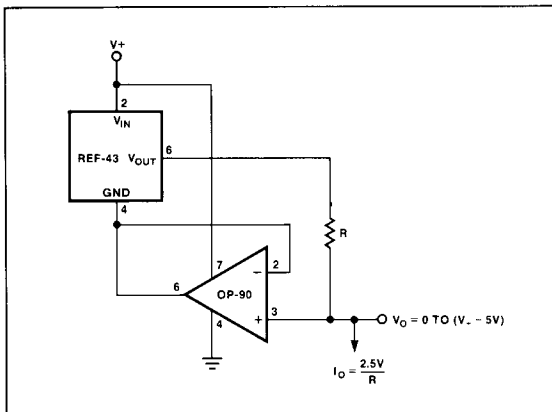 V+
2
VIN
REF-43 VOUT 6
GND
4
R
2
7
−
6
OP-90
+
3
4
VO = 0 TO (V+ − 5V)
IO = 2.5V
R